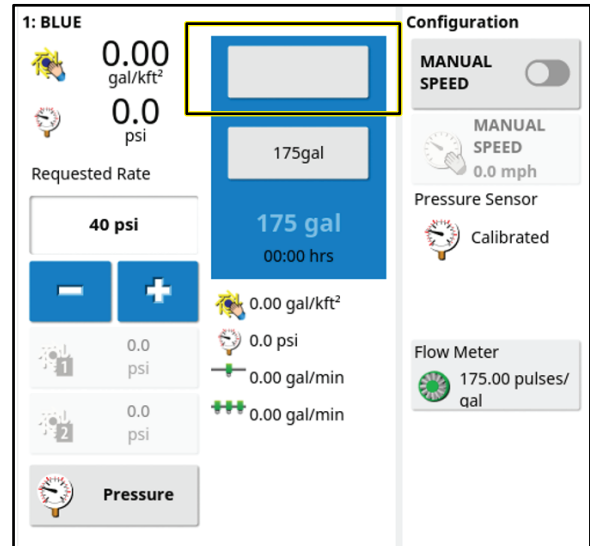 1: BLUE
0.00
gal/kft²
0.0
psi
Requested Rate
40 psi
0.0
psi
0.0
psi
Pressure
175gal
175 gal
00:00 hrs
0.00 gal/kft²
0.0 psi
0.00 gal/min
0.00 gal/min
Configuration
MANUAL
SPEED
MANUAL
SPEED
0.0 mph
Pressure Sensor
Calibrated
Flow Meter
175.00 pulses/
gal
1
2